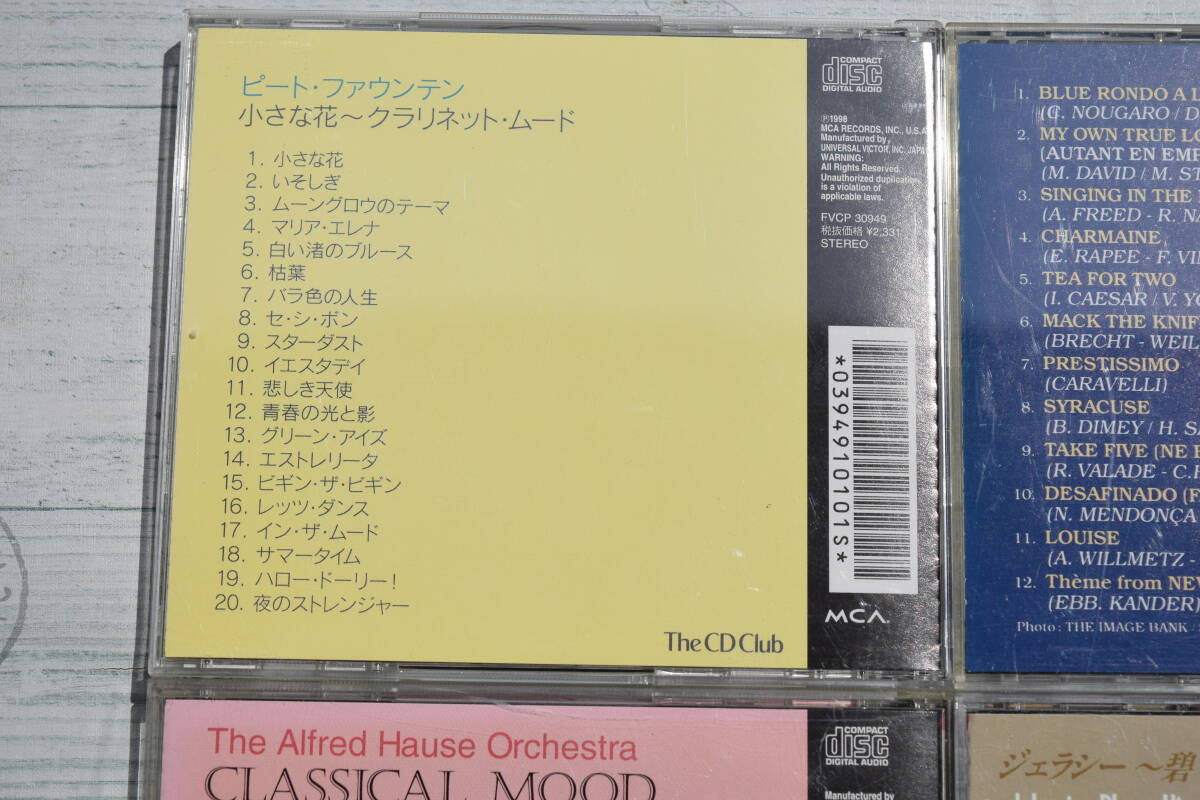 ピート・ファウンテン
小さな花〜クラリネット・ムード
1. 小さな花
2. いそしぎ
3. ムーングロウのテーマ
4. マリア・エレナ
5. 白い渚のブルース
6. 枯葉
7. バラ色の人生
8. セ・シ・ボン
9. スターダスト
10. イエスタデイ
11. 悲しき天使
12. 青春の光と影
13. グリーン・アイズ
14. エストレリータ
15. ビギン・ザ・ビギン
16. レッツ・ダンス
17. イン・ザ・ムード
18. サマータイム
19. ハロー・ドーリー！
20. 夜のストレンジャー
The CD Club
COMPACT
disc
DIGITAL AUDIO
Ⓟ1998
MCA RECORDS, INC., U.S.A
Manufactured by
UNIVERSAL VICTOR, INC. JAPAN
WARNING:
All Rights Reserved.
Unauthorized duplication
is a violation of
applicable laws.
FVCP 30949
税抜価格 ¥2,331
STEREO
*0394910101S*
MCA
1. BLUE RONDO A L
(C. NOUGARO / D
2. MY OWN TRUE LO
(AUTANT EN EMP
(M. DAVID / M. ST
3. SINGING IN THE
(A. FREED - R. NA
4. CHARMAINE
(E. RAPEE - F. VI
5. TEA FOR TWO
(I. CAESAR / V. YO
6. MACK THE KNIF
(BRECHT - WEIL
7. PRESTISSIMO
(CARAVELLI)
8. SYRACUSE
(B. DIMEY / H. SA
9. TAKE FIVE (NE
(R. VALADE - C.
10. DESAFINADO (F
(N. MENDONÇA
11. LOUISE
(A. WILLMETZ -
12. Thème from NEW
(EBB. KANDER)
Photo: THE IMAGE BANK
The Alfred Hause Orchestra
CLASSICAL MOOD
COMPACT
disc
DIGITAL AUDIO
Manufactured by
ジェラシー〜碧